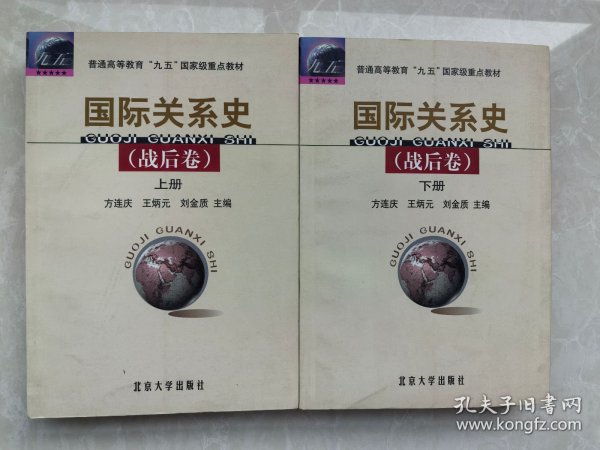 九五
普通高等教育“九五”国家级重点教材
国际关系史
GUOJI GUANXI SHI
（战后卷）
上册
方连庆 王炳元 刘金质 主编
GUOJI GUANXI SHI
北京大学出版社
九五
普通高等教育“九五”国家级重点教材
国际关系史
GUOJI GUANXI SHI
（战后卷）
下册
方连庆 王炳元 刘金质 主编
GUOJI GUANXI SHI
北京大学出版社
孔夫子旧书网
www.kongfz.com